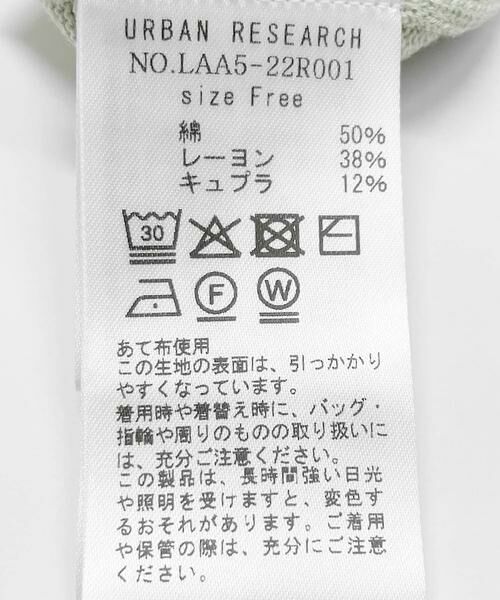 URBAN RESEARCH
NO.LAA5-22R001
size Free
綿 50%
レーヨン 38%
キュプラ 12%
30
F W
あて布使用
この生地の表面は、引っかかり
やすくなっています。
着用時や着替え時に、バッグ・
指輪や周りのものの取り扱いに
は、充分ご注意ください。
この製品は、長時間強い日光
や照明を受けますと、変色す
るおそれがあります。ご着用
や保管の際は、充分にご注意
ください。